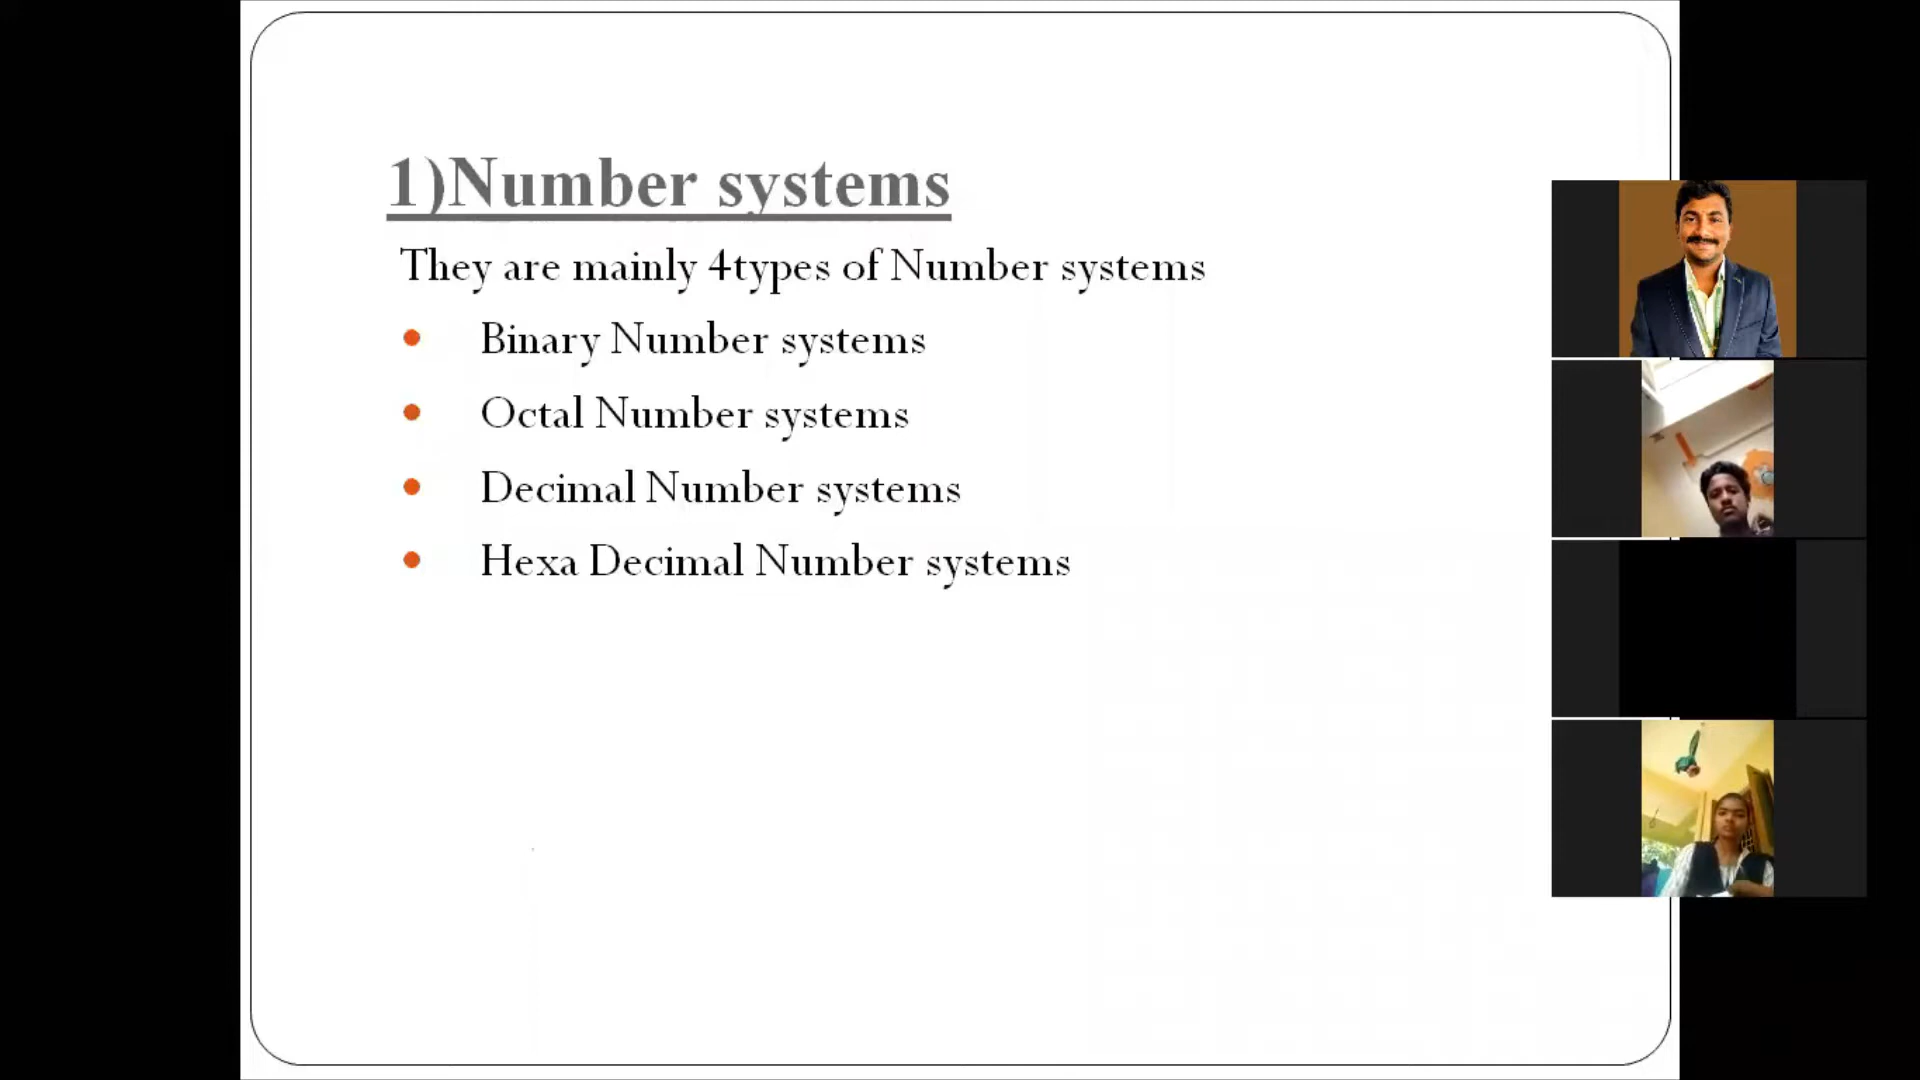 1)Number systems
They are mainly 4types of Number systems
Binary Number systems
Octal Number systems
Decimal Number systems
Hexa Decimal Number systems